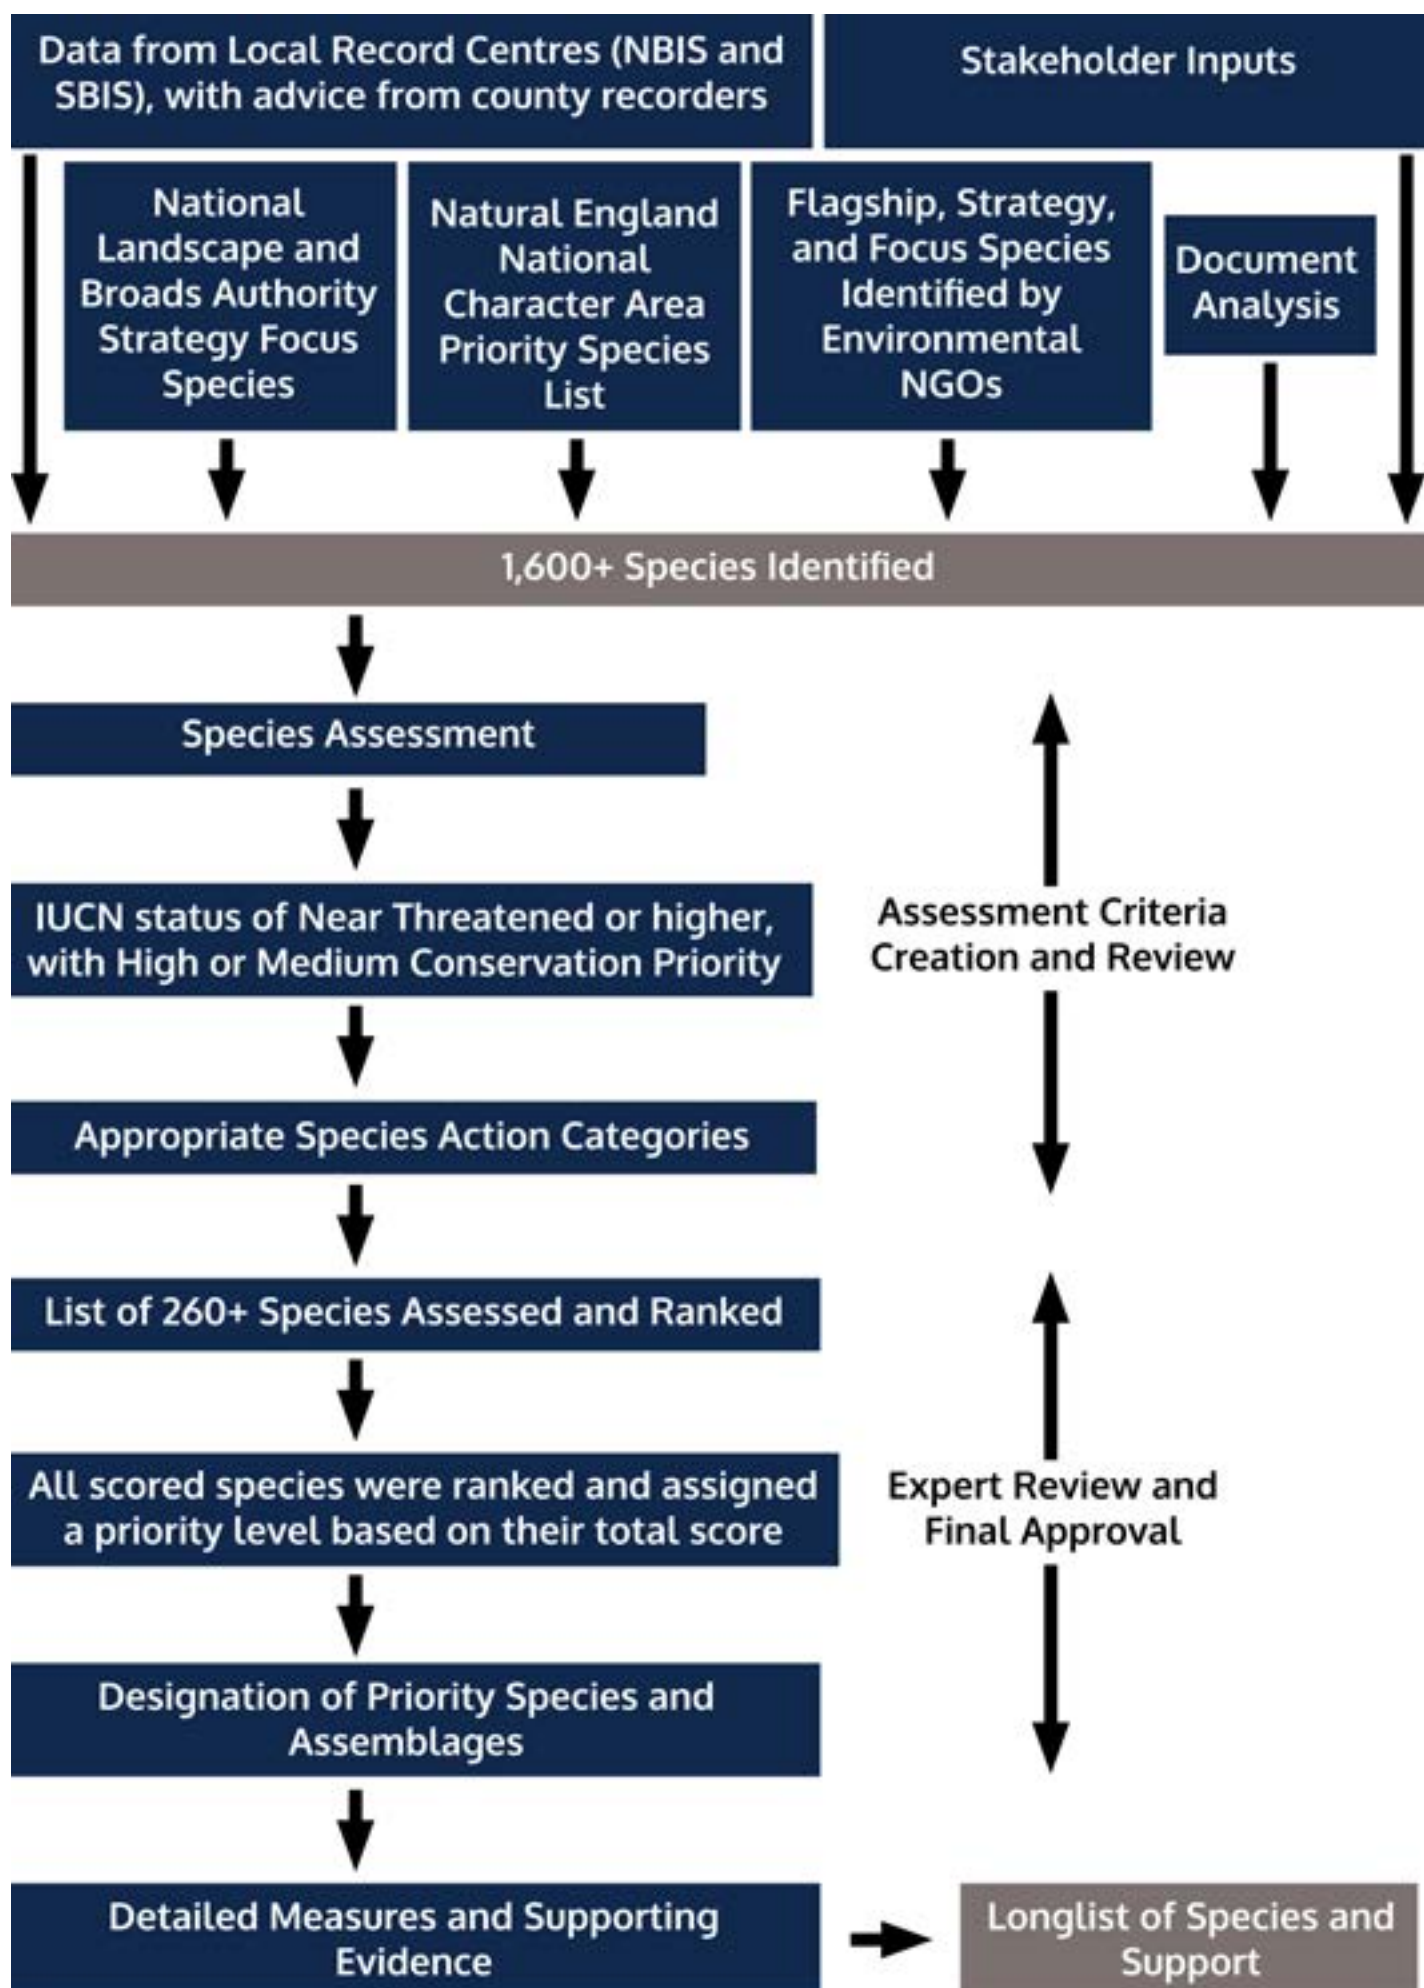 Data from Local Record Centres (NBIS and
SBIS), with advice from county recorders
Stakeholder Inputs
National
Landscape and
Broads Authority
Strategy Focus
Species
Natural England
National
Character Area
Priority Species
List
Flagship, Strategy,
and Focus Species
Identified by
Environmental
NGOs
Document
Analysis
1,600+ Species Identified
Species Assessment
IUCN status of Near Threatened or higher,
with High or Medium Conservation Priority
Assessment Criteria
Creation and Review
Appropriate Species Action Categories
List of 260+ Species Assessed and Ranked
All scored species were ranked and assigned
a priority level based on their total score
Expert Review and
Final Approval
Designation of Priority Species and
Assemblages
Detailed Measures and Supporting
Evidence
Longlist of Species and
Support